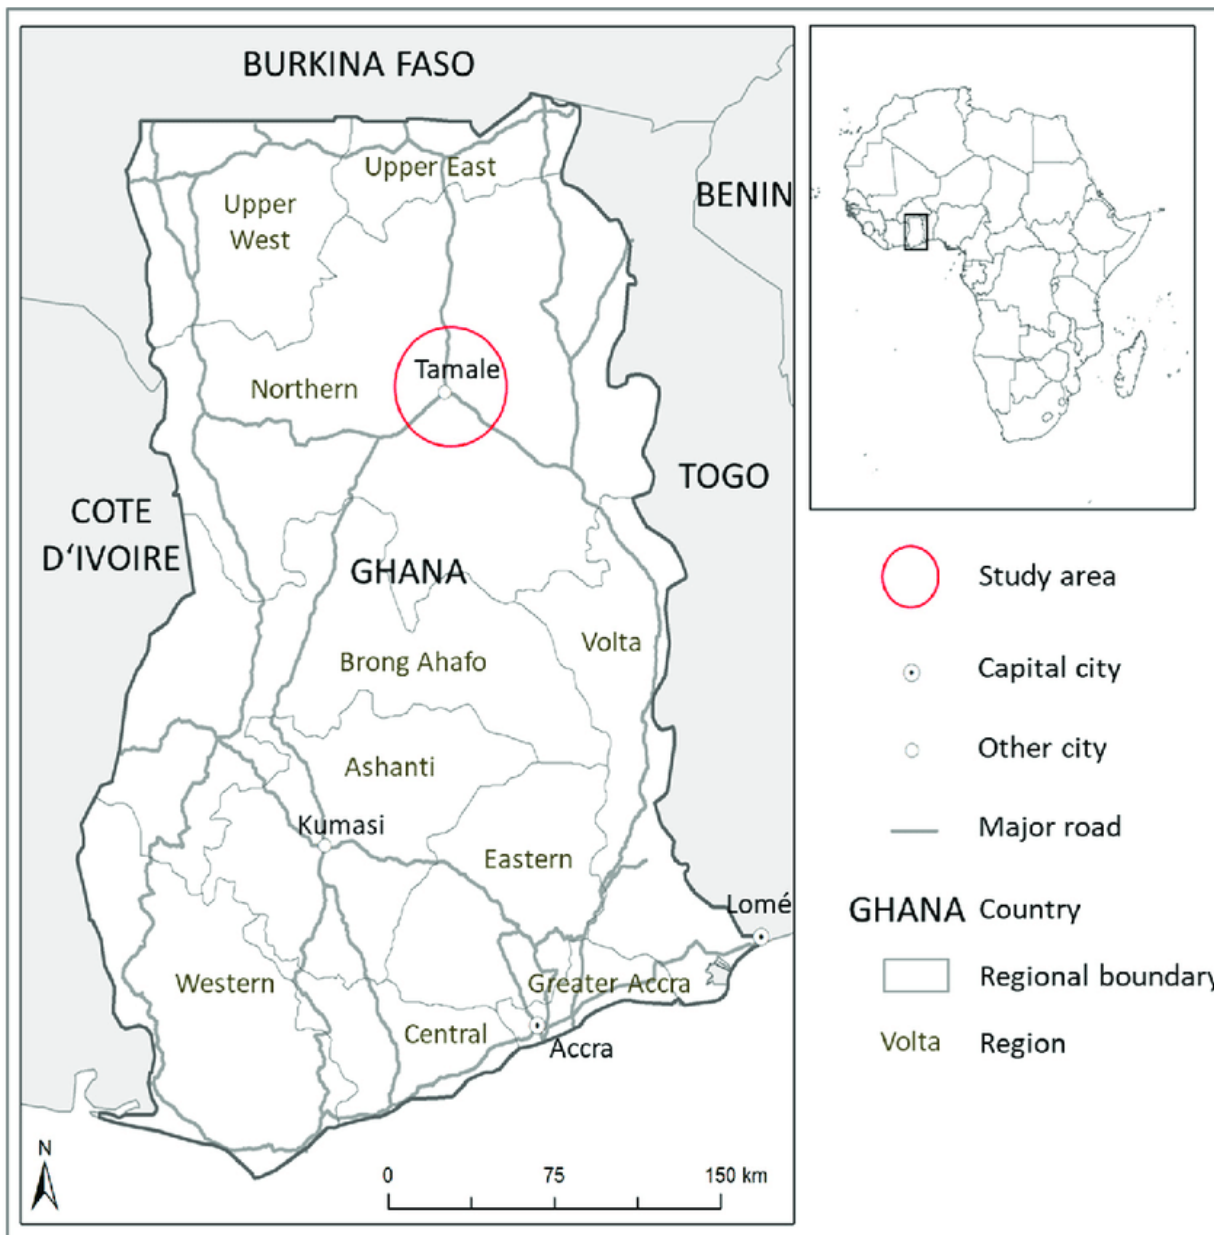 BURKINA FASO
Upper East
BENIN
Upper
West
Tamale
Northern
TOGO
COTE
D‘IVOIRE
GHANA
Volta
Brong Ahafo
Ashanti
Kumasi
Eastern
Lomé
Western
Greater Accra
Central
Accra
N
0 75 150 km
Study area
Capital city
Other city
Major road
GHANA Country
Regional boundary
Volta Region